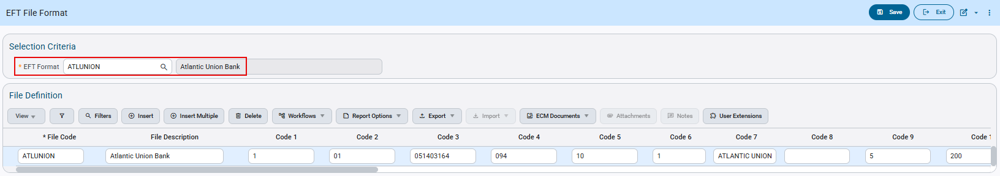 EFT File Format
Save Exit
Selection Criteria
* EFT Format ATLUNION Atlantic Union Bank
File Definition
View Filters Insert Insert Multiple Delete Workflows Report Options Export Import ECM Documents Attachments Notes User Extensions
* File Code File Description Code 1 Code 2 Code 3 Code 4 Code 5 Code 6 Code 7 Code 8 Code 9 Code 1
ATLUNION Atlantic Union Bank 1 01 051403164 094 10 1 ATLANTIC UNION 5 200